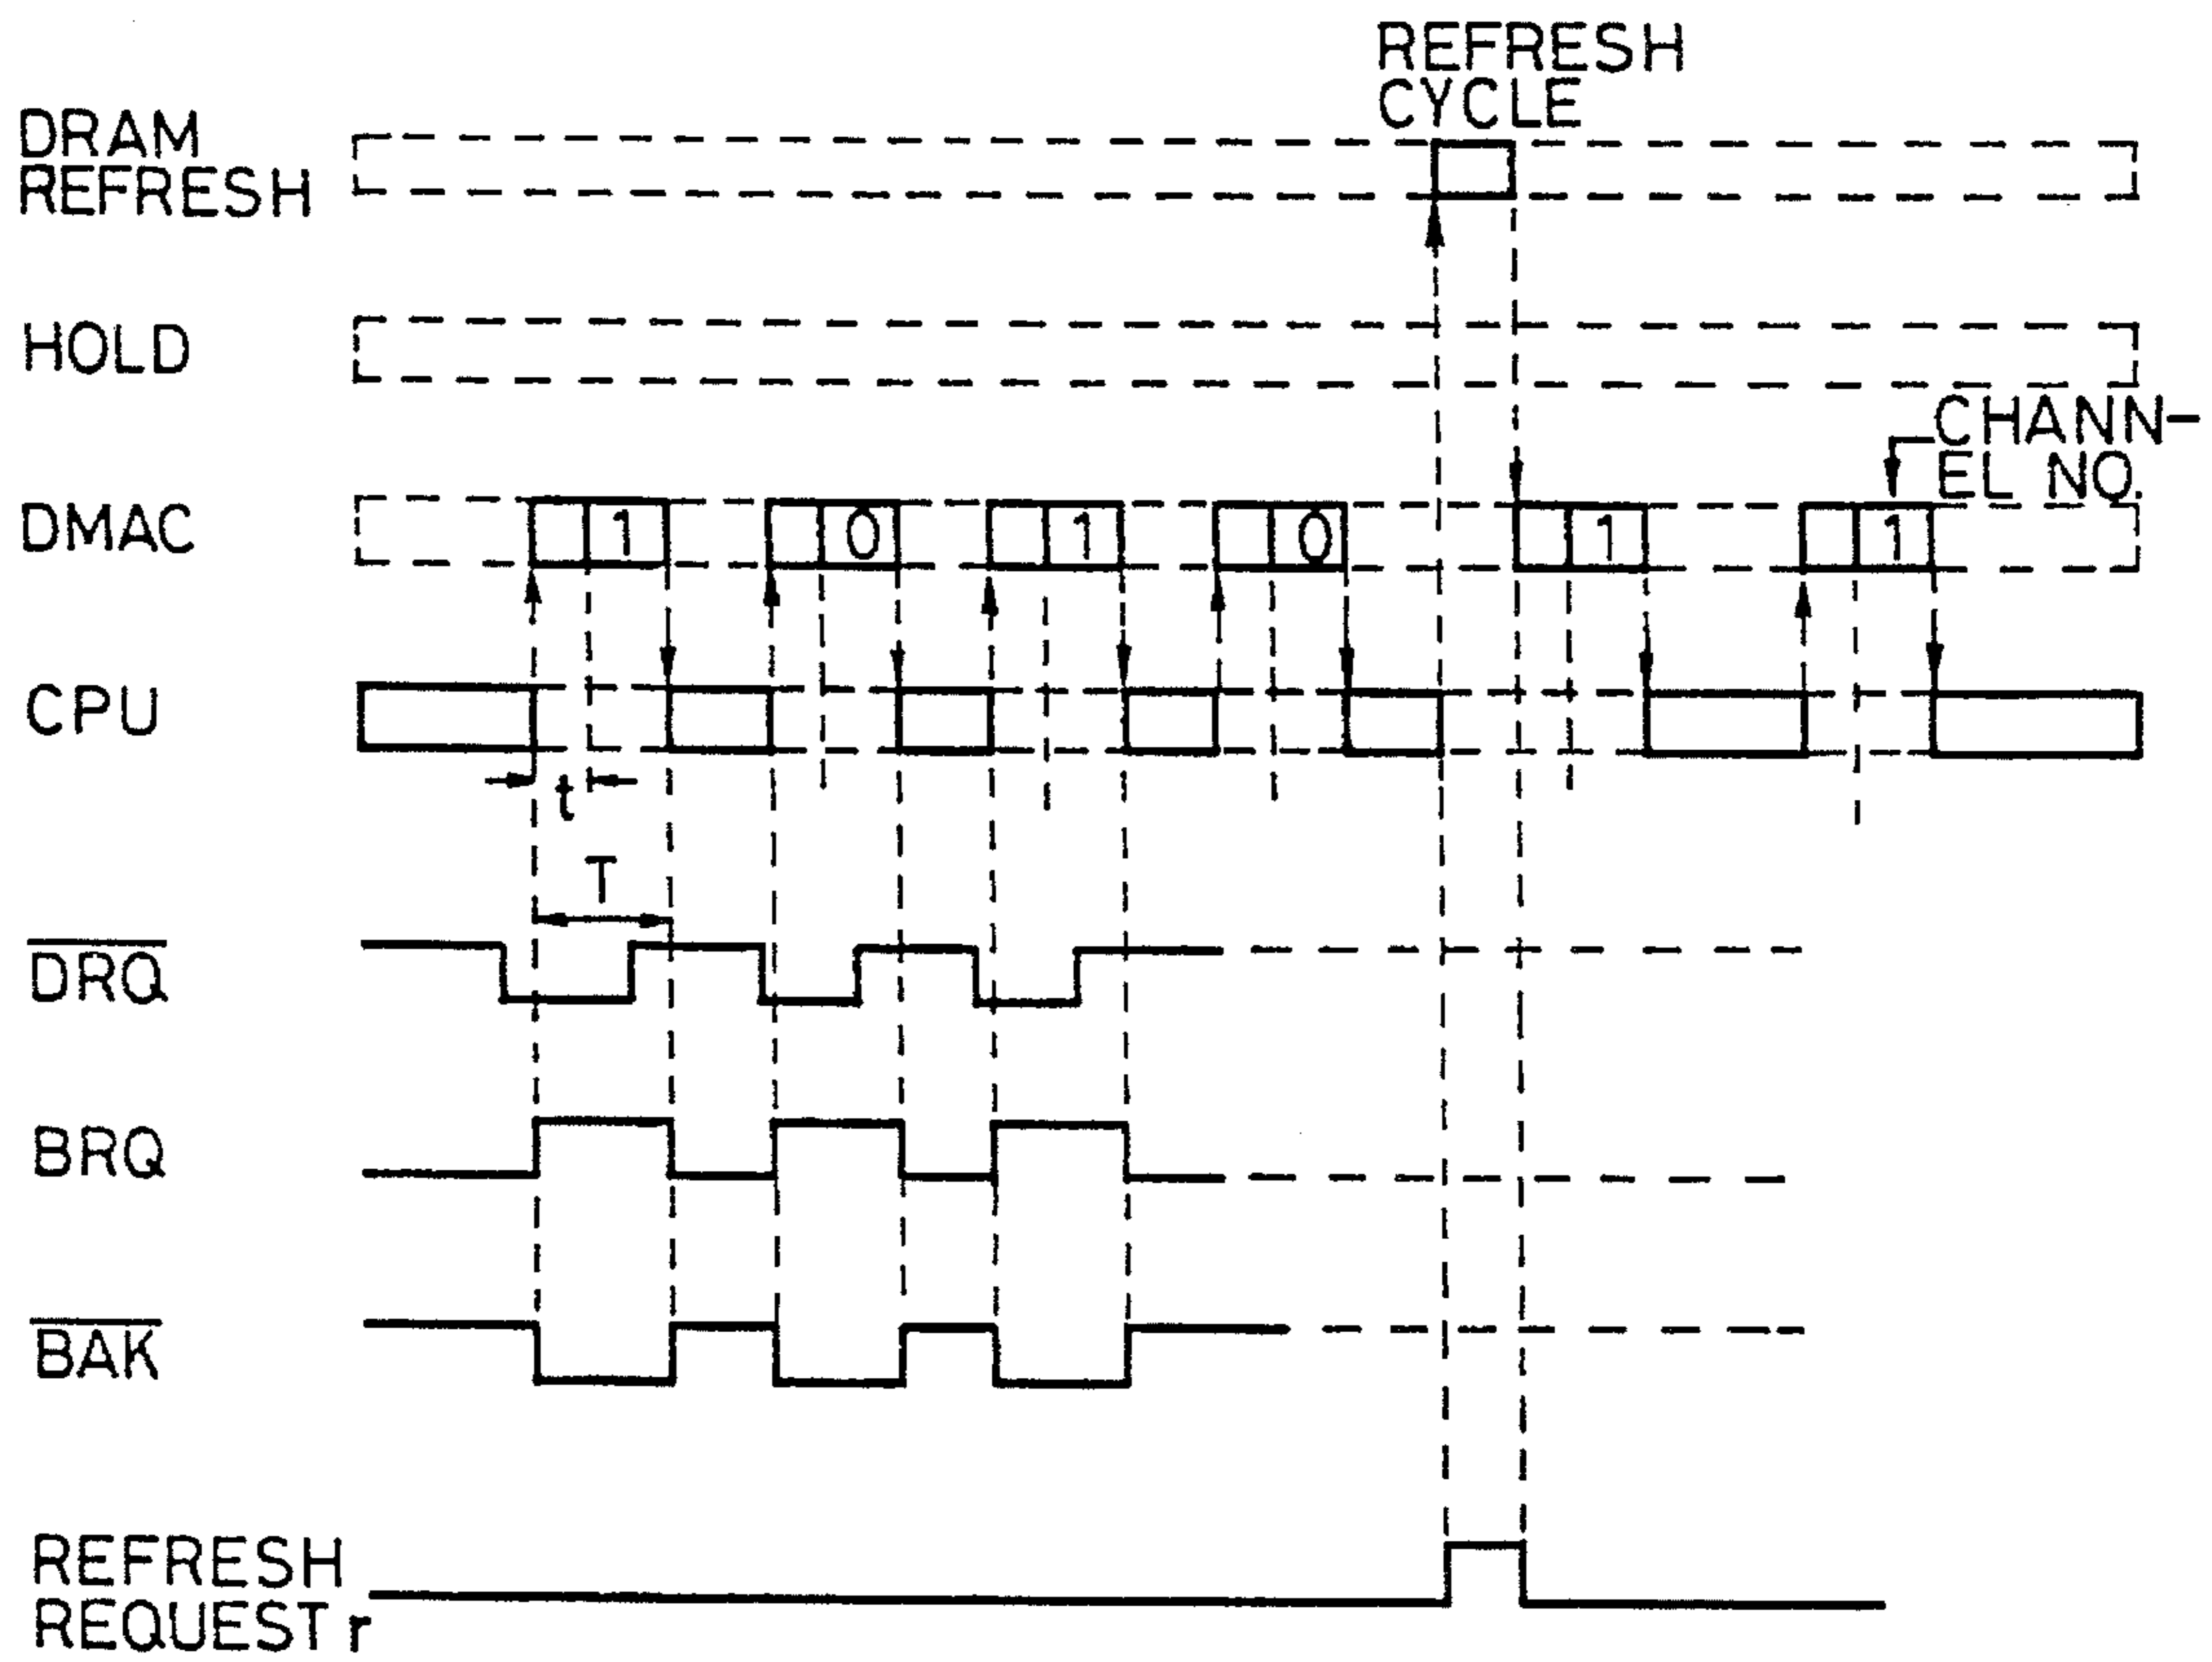 REFRESH
CYCLE
DRAM
REFRESH
HOLD
CHANN-
EL NO.
DMAC
1 0 1 0 1 1
CPU
t
T
DRQ
BRQ
BAK
REFRESH
REQUEST r